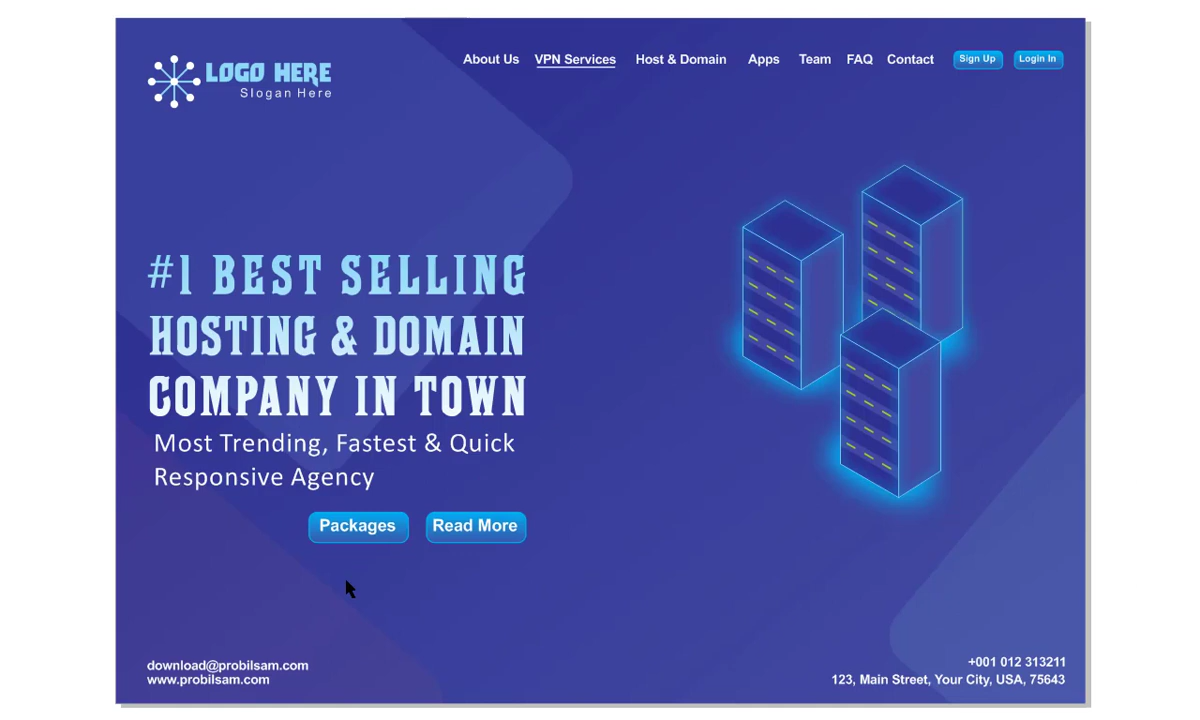 LOGO HERE
Slogan Here
About Us VPN Services Host & Domain Apps Team FAQ Contact Sign Up Login In
#1 BEST SELLING
HOSTING & DOMAIN
COMPANY IN TOWN
Most Trending, Fastest & Quick
Responsive Agency
Packages Read More
download@probilsam.com
www.probilsam.com
+001 012 313211
123, Main Street, Your City, USA, 75643